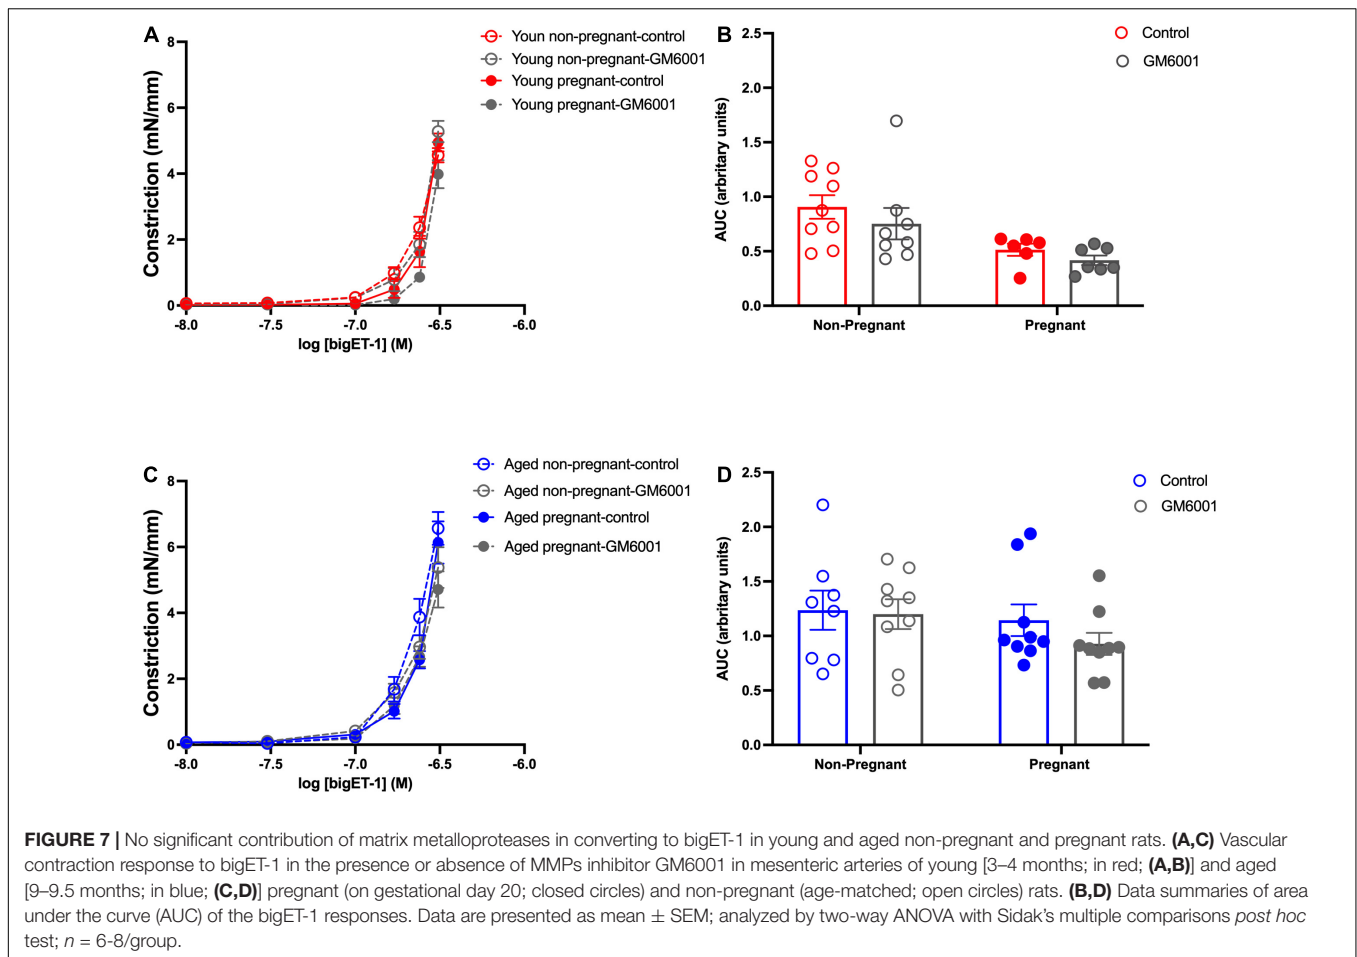 A
8
6
4
2
0
-8.0
-7.5
-7.0
-6.5
-6.0
Constriction (mN/mm)
log [bigET-1] (M)
Youn non-pregnant-control
Young non-pregnant-GM6001
Young pregnant-control
Young pregnant-GM6001
B
2.5
2.0
1.5
1.0
0.5
0.0
AUC (arbritary units)
Non-Pregnant
Pregnant
Control
GM6001
C
8
6
4
2
0
-8.0
-7.5
-7.0
-6.5
-6.0
Constriction (mN/mm)
log [bigET-1] (M)
Aged non-pregnant-control
Aged non-pregnant-GM6001
Aged pregnant-control
Aged pregnant-GM6001
D
2.5
2.0
1.5
1.0
0.5
0.0
AUC (arbritary units)
Non-Pregnant
Pregnant
Control
GM6001
FIGURE 7 | No significant contribution of matrix metalloproteases in converting to bigET-1 in young and aged non-pregnant and pregnant rats. (A,C) Vascular
contraction response to bigET-1 in the presence or absence of MMPs inhibitor GM6001 in mesenteric arteries of young [3–4 months; in red; (A,B)] and aged
[9–9.5 months; in blue; (C,D)] pregnant (on gestational day 20; closed circles) and non-pregnant (age-matched; open circles) rats. (B,D) Data summaries of area
under the curve (AUC) of the bigET-1 responses. Data are presented as mean ± SEM; analyzed by two-way ANOVA with Sidak's multiple comparisons post hoc
test; n = 6-8/group.